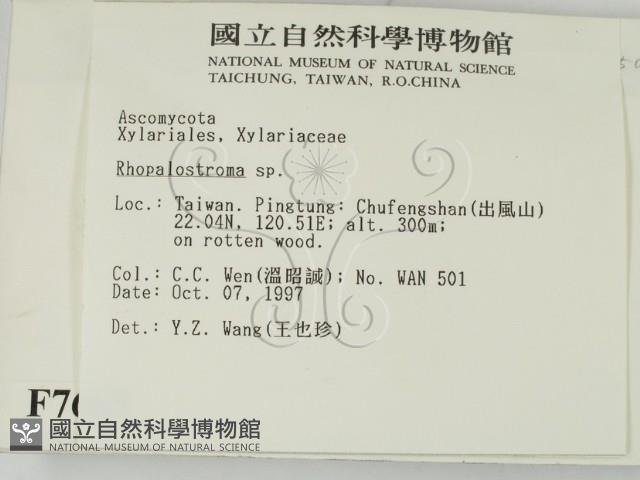 國立自然科學博物館
NATIONAL MUSEUM OF NATURAL SCIENCE
TAICHUNG, TAIWAN, R.O.CHINA
Ascomycota
Xylariales, Xylariaceae
Rhopalostroma sp.
Loc.: Taiwan. Pingtung: Chufengshan(出風山)
22.04N, 120.51E; alt. 300m;
on rotten wood.
Col.: C.C. Wen(溫昭誠); No. WAN 501
Date: Oct. 07, 1997
Det.: Y.Z. Wang(王也珍)
國立自然科學博物館
NATIONAL MUSEUM OF NATURAL SCIENCE